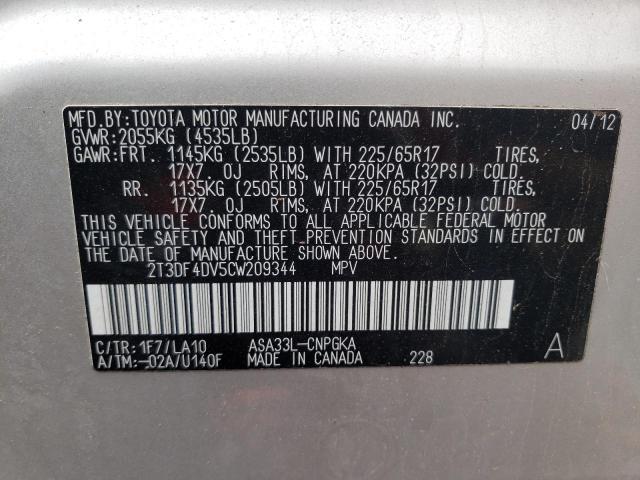 MFD.BY:TOYOTA MOTOR MANUFACTURING CANADA INC. 04/12
GVWR:2055KG (4535LB)
GAWR:FRT. 1145KG (2535LB) WITH 225/65R17 TIRES,
17X7. 0J RIMS, AT 220KPA (32PSI) COLD.
RR. 1135KG (2505LB) WITH 225/65R17 TIRES,
17X7. 0J RIMS, AT 220KPA (32PSI) COLD.
THIS VEHICLE CONFORMS TO ALL APPLICABLE FEDERAL MOTOR
VEHICLE SAFETY AND THEFT PREVENTION STANDARDS IN EFFECT ON
THE DATE OF MANUFACTURE SHOWN ABOVE.
2T3DF4DV5CW209344 MPV
C/TR:1F7/LA10 ASA33L-CNPGKA
A/TM:-02A/U140F MADE IN CANADA 228 A